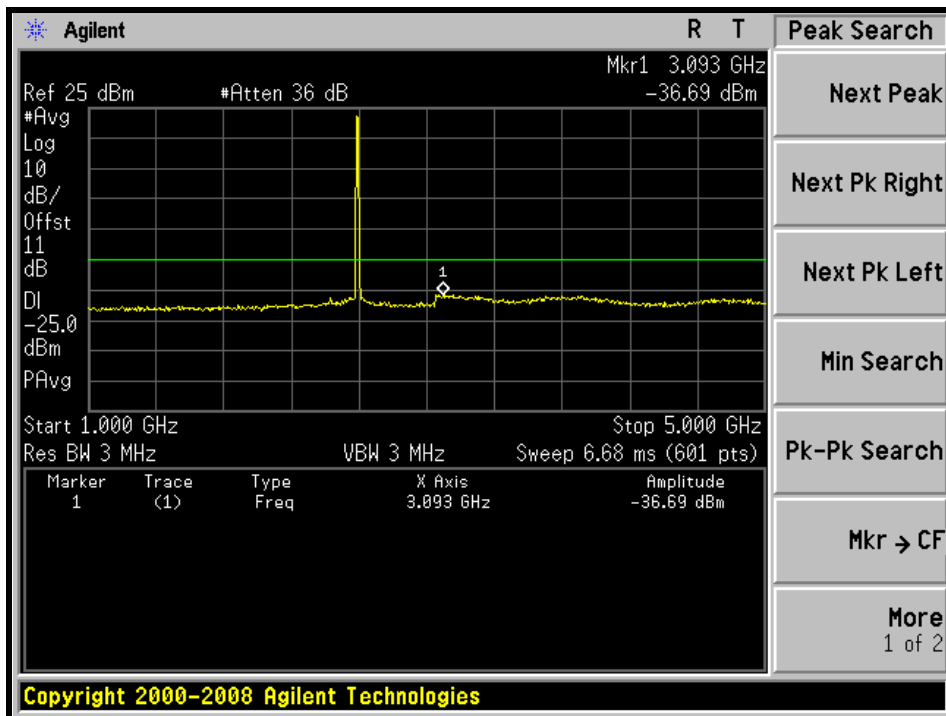 Agilent R T Peak Search
Mkr1 3.093 GHz
Ref 25 dBm #Atten 36 dB -36.69 dBm
#Avg
Log
10
dB/
Offst
11
dB
DI
-25.0
dBm
PAvg
1
Start 1.000 GHz Stop 5.000 GHz
Res BW 3 MHz VBW 3 MHz Sweep 6.68 ms (601 pts)
Marker Trace Type X Axis Amplitude
1 (1) Freq 3.093 GHz -36.69 dBm
Next Peak
Next Pk Right
Next Pk Left
Min Search
Pk-Pk Search
Mkr → CF
More
1 of 2
Copyright 2000-2008 Agilent Technologies